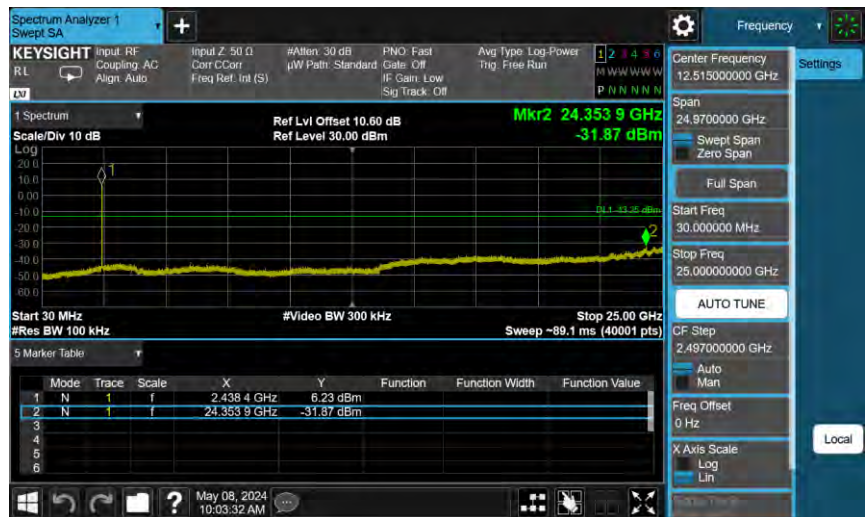 Spectrum Analyzer 1
Swept SA
+
Frequency
KEYSIGHT
RL
LXI
Input: RF
Coupling: AC
Align: Auto
Input Z: 50 Ω
Corr CCorr
Freq Ref: Int (S)
#Atten: 30 dB
µW Path: Standard
PNO: Fast
Gate: Off
IF Gain: Low
Sig Track: Off
Avg Type: Log-Power
Trig: Free Run
1 2 3 4 5 6
M W W W W W
P N N N N N
1 Spectrum
Scale/Div 10 dB
Ref Lvl Offset 10.60 dB
Ref Level 30.00 dBm
Mkr2 24.353 9 GHz
-31.87 dBm
Log
20.0
10.0
0.00
-10.0
-20.0
-30.0
-40.0
-50.0
-60.0
1
2
DL1 -13.25 dBm
Start 30 MHz
#Res BW 100 kHz
#Video BW 300 kHz
Stop 25.00 GHz
Sweep ~89.1 ms (40001 pts)
5 Marker Table
Mode Trace Scale X Y Function Function Width Function Value
1 N 1 f 2.438 4 GHz 6.23 dBm
2 N 1 f 24.353 9 GHz -31.87 dBm
3
4
5
6
?
May 08, 2024
10:03:32 AM
Center Frequency
12.515000000 GHz
Settings
Span
24.9700000 GHz
Swept Span
Zero Span
Full Span
Start Freq
30.000000 MHz
Stop Freq
25.000000000 GHz
AUTO TUNE
CF Step
2.497000000 GHz
Auto
Man
Freq Offset
0 Hz
X Axis Scale
Log
Lin
Local